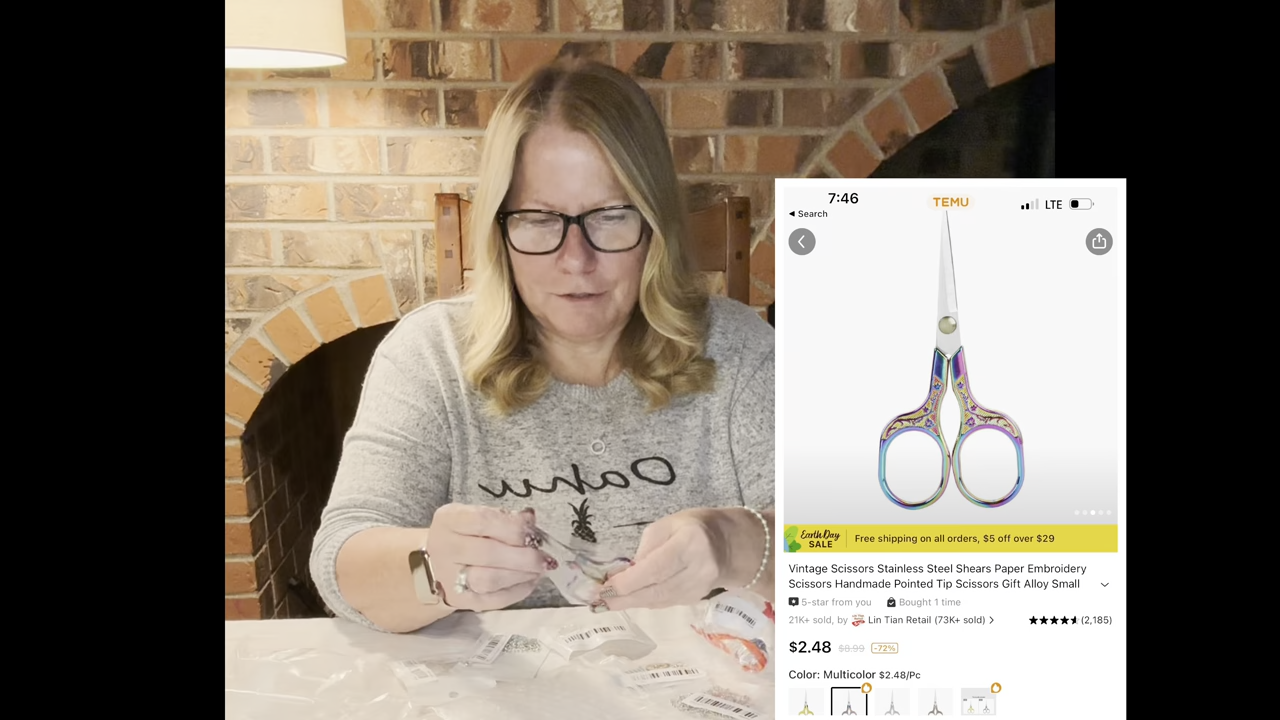 Oahu
7:46
TEMU
LTE
◀ Search
EarthDay
SALE
Free shipping on all orders, $5 off over $29
Vintage Scissors Stainless Steel Shears Paper Embroidery
Scissors Handmade Pointed Tip Scissors Gift Alloy Small
5-star from you
Bought 1 time
21K+ sold, by Lin Tian Retail (73K+ sold) >
(2,185)
$2.48 $8.99 -72%
Color: Multicolor $2.48/Pc